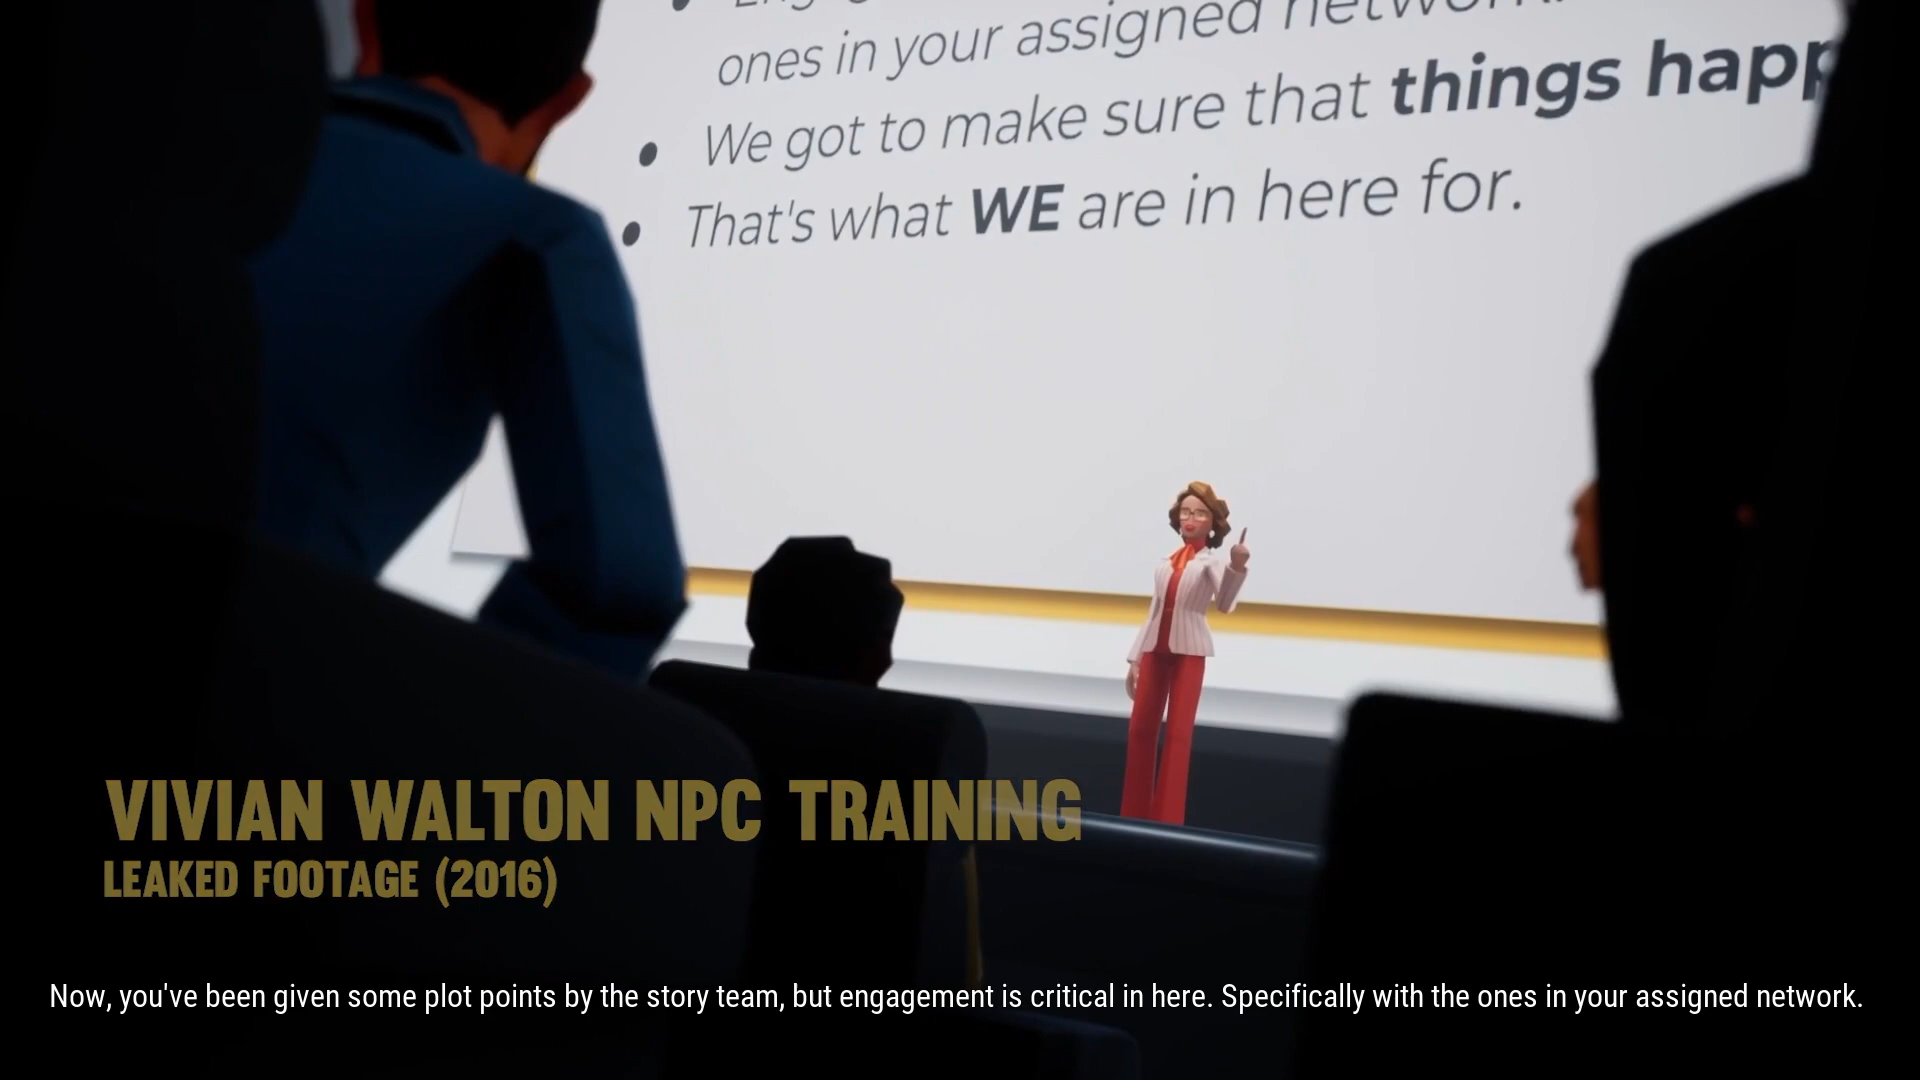 ones in your assigned network.
We got to make sure that things happ
That's what WE are in here for.
VIVIAN WALTON NPC TRAINING
LEAKED FOOTAGE (2016)
Now, you've been given some plot points by the story team, but engagement is critical in here. Specifically with the ones in your assigned network.